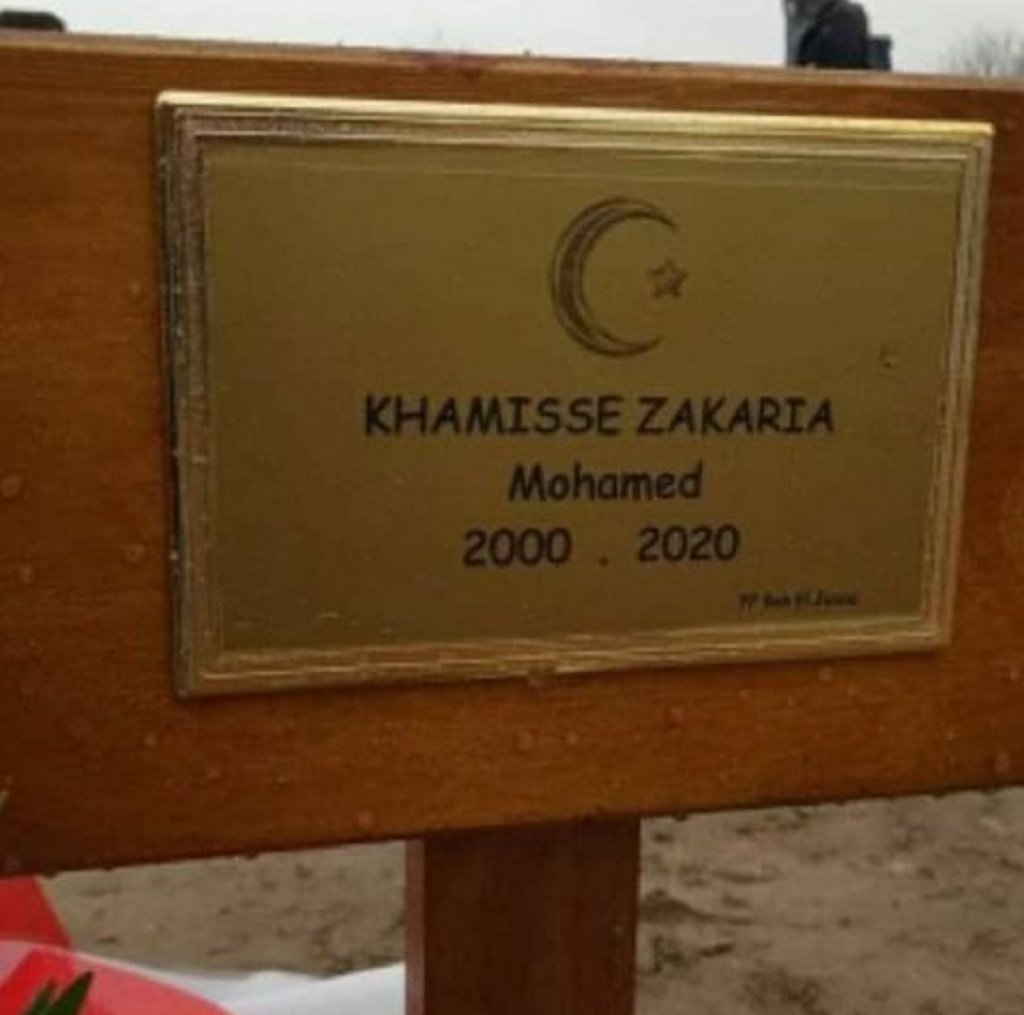 KHAMISSE ZAKARIA
Mohamed
2000 . 2020